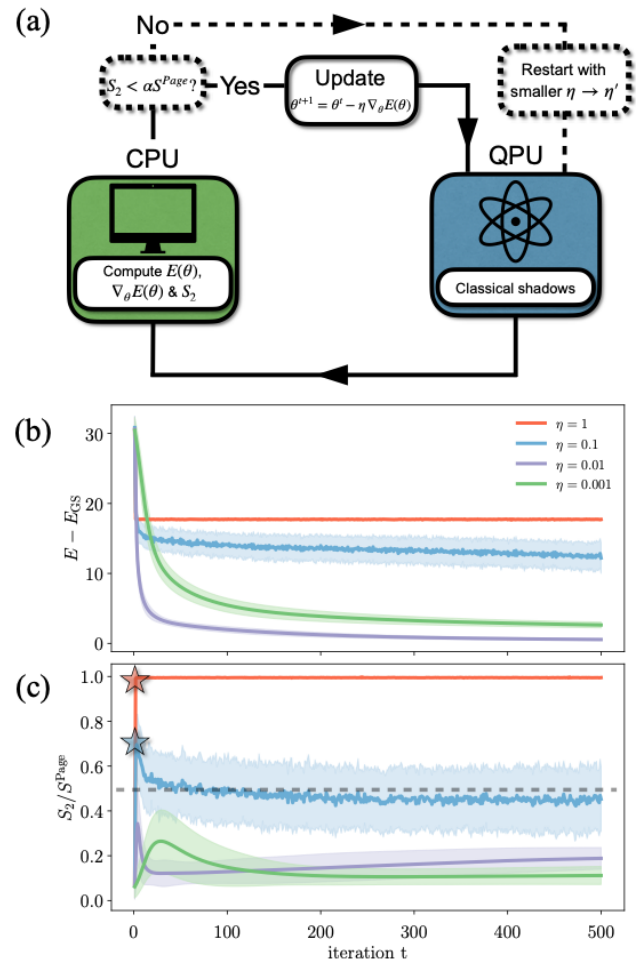 (a)
No
S₂ < αS^Page?
Yes
Update
θ^{t+1} = θ^t − η ∇_θ E(θ)
Restart with
smaller η → η′
CPU
QPU
Compute E(θ),
∇_θ E(θ) & S₂
Classical shadows
(b)
E − E_GS
30
20
10
0
η = 1
η = 0.1
η = 0.01
η = 0.001
(c)
S₂/S^Page
1.0
0.8
0.6
0.4
0.2
0.0
0
100
200
300
400
500
iteration t